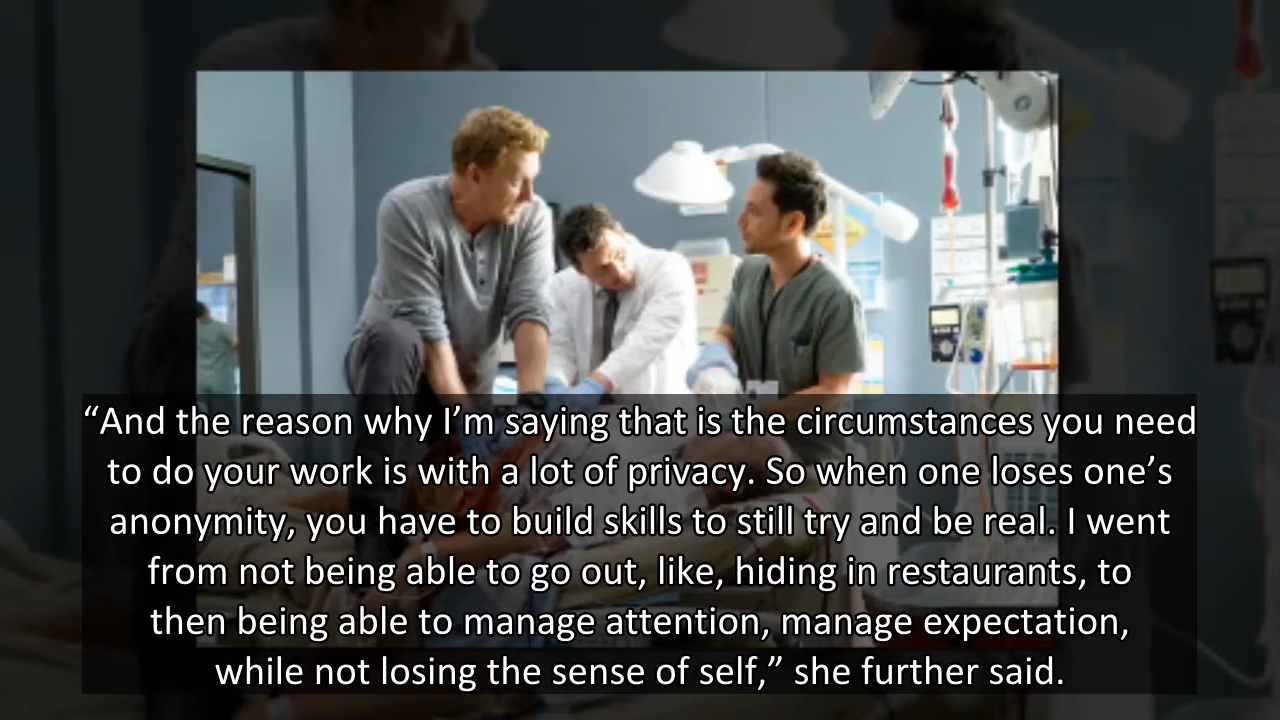 “And the reason why I’m saying that is the circumstances you need
to do your work is with a lot of privacy. So when one loses one’s
anonymity, you have to build skills to still try and be real. I went
from not being able to go out, like, hiding in restaurants, to
then being able to manage attention, manage expectation,
while not losing the sense of self,” she further said.